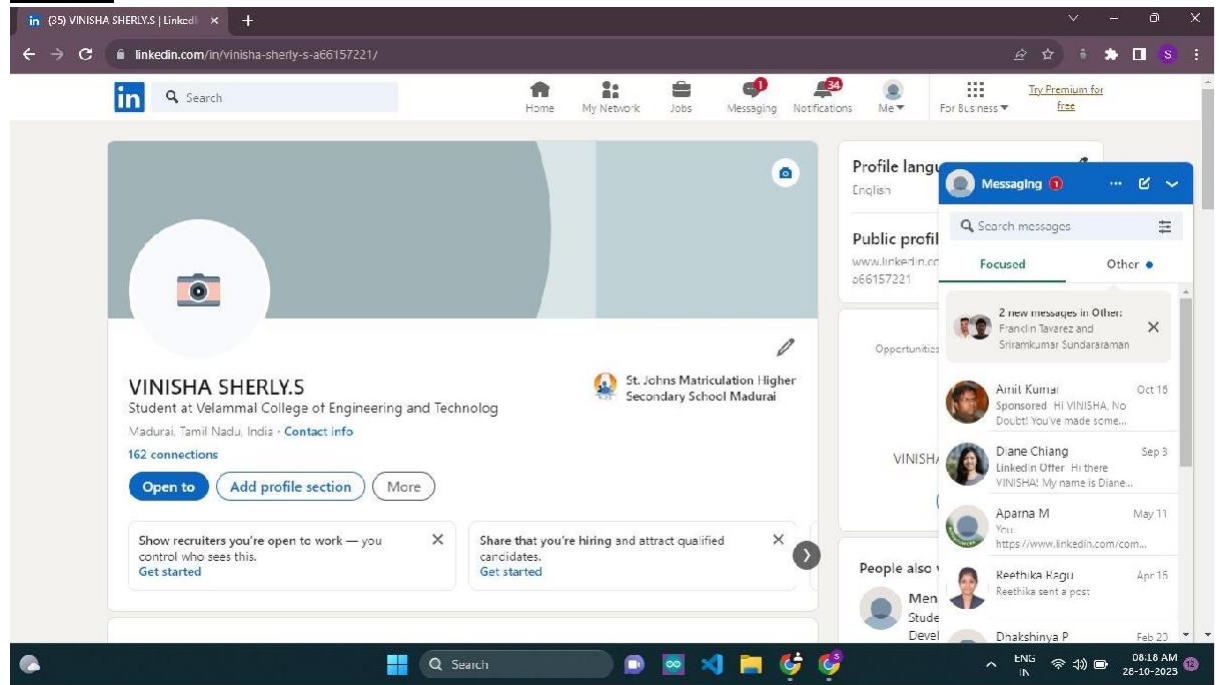 in (35) VINISHA SHERLY.S | LinkedIn
linkedin.com/in/vinisha-sherly-s-a66157221/
S
in
Search
1
34
Home
My Network
Jobs
Messaging
Notifications
Me
For Business
Try Premium for
free
Profile langu
English
Public profil
www.linkedin.co
a66157221
Opportunities
VINISHA
People also v
Men
Stude
Devel
VINISHA SHERLY.S
Student at Velammal College of Engineering and Technolog
Madurai, Tamil Nadu, India · Contact info
162 connections
St. Johns Matriculation Higher
Secondary School Madurai
Open to
Add profile section
More
Show recruiters you're open to work — you
control who sees this.
Get started
Share that you're hiring and attract qualified
candidates.
Get started
Messaging 1
Search messages
Focused
Other
2 new messages in Other:
Franclin Tavarez and
Sriramkumar Sundararaman
Amit Kumar Oct 16
Sponsored Hi VINISHA, No
Doubt! You've made some...
Diane Chiang Sep 3
LinkedIn Offer Hi there
VINISHA! My name is Diane...
Aparna M May 11
You:
https://www.linkedin.com/com...
Reethika Ragu Apr 16
Reethika sent a post
Dhakshinya P Feb 20
Search
ENG
IN
08:18 AM
28-10-2023
12